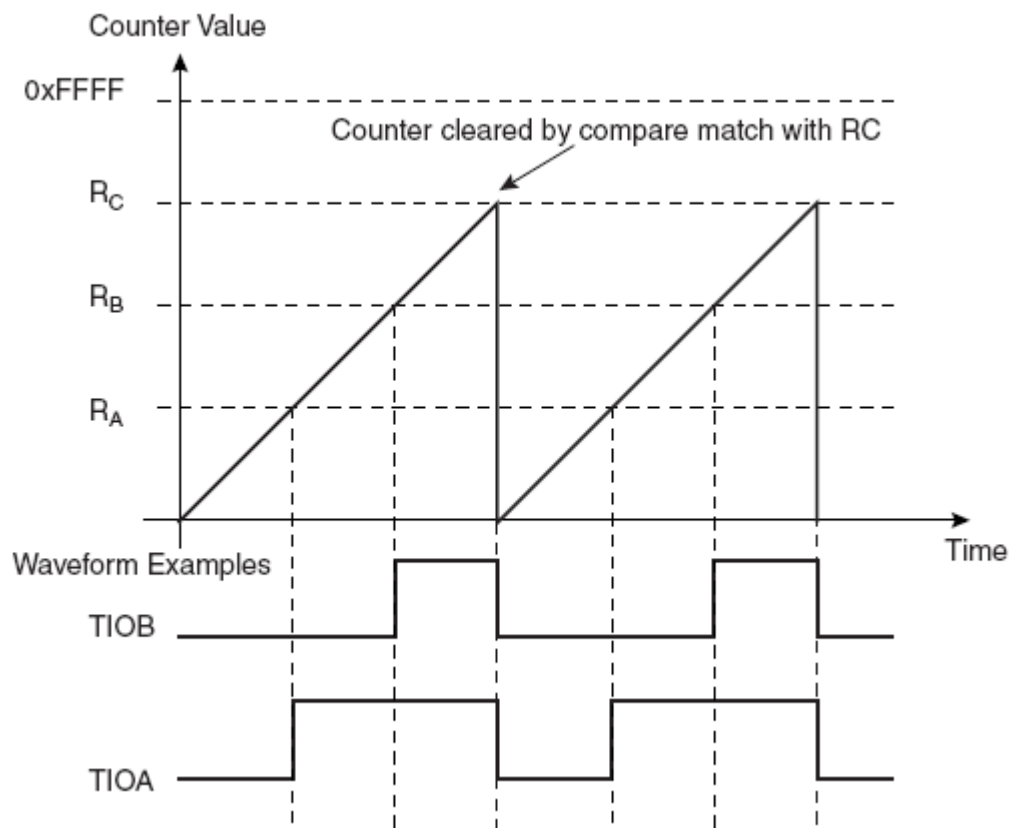 Counter Value
0xFFFF
Counter cleared by compare match with RC
RC
RB
RA
Time
Waveform Examples
TIOB
TIOA